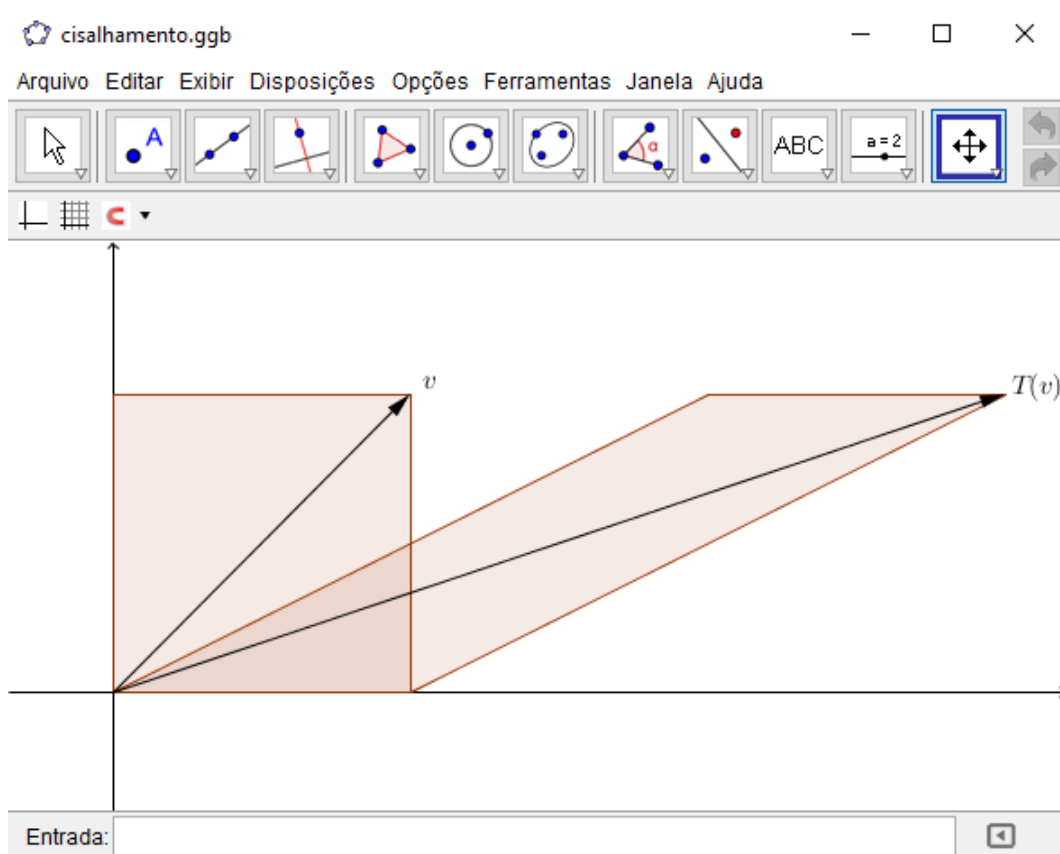 cisalhamento.ggb
Arquivo Editar Exibir Disposições Opções Ferramentas Janela Ajuda
A α ABC a=2
v
T(v)
Entrada: